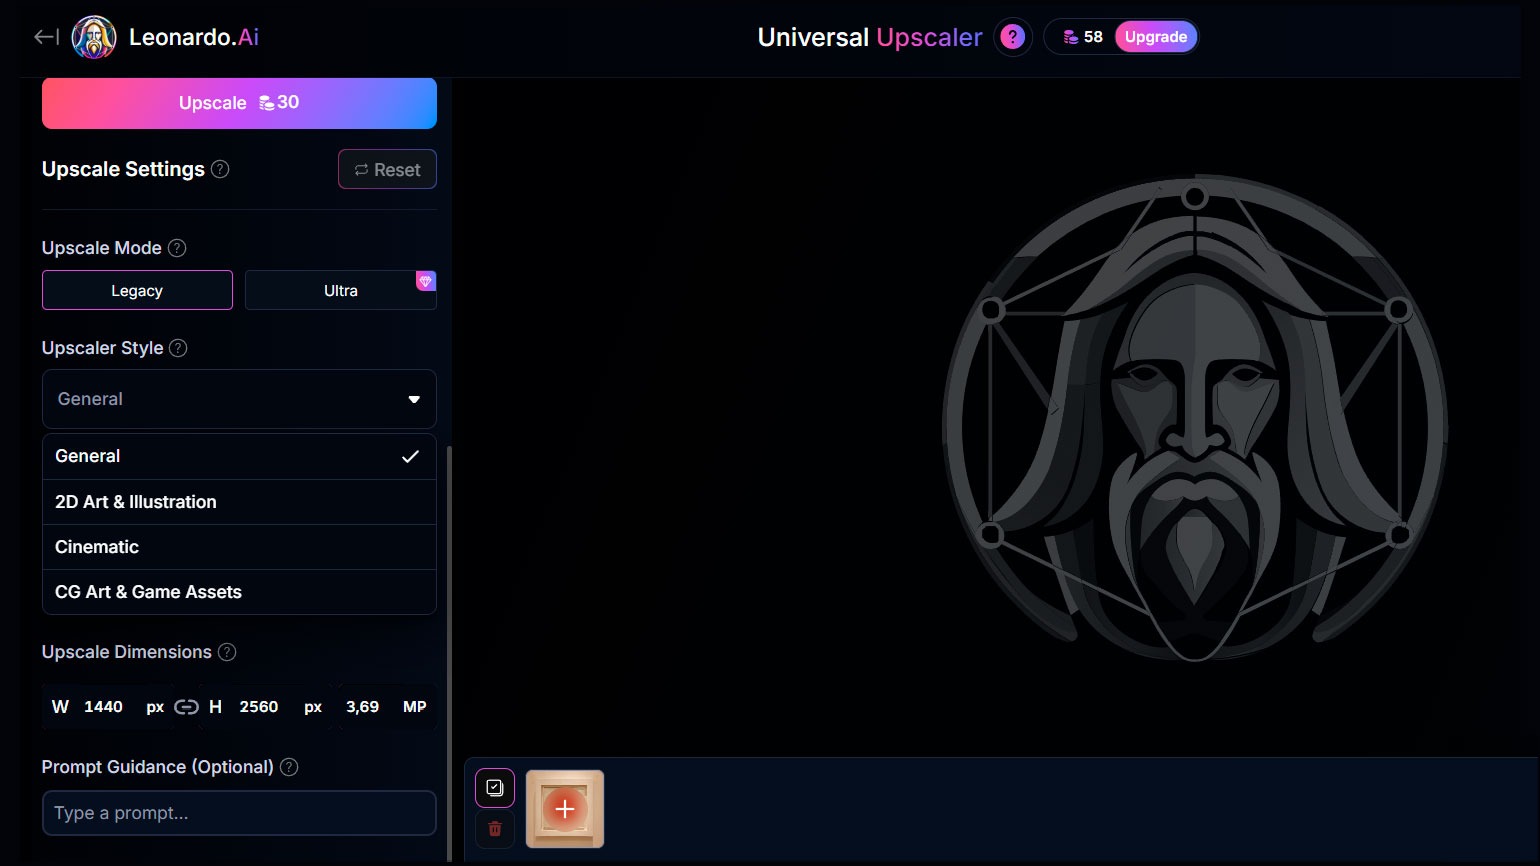 Leonardo.Ai
Universal Upscaler ? 58 Upgrade
Upscale 30
Upscale Settings ? Reset
Upscale Mode ?
Legacy Ultra
Upscaler Style ?
General
General
2D Art & Illustration
Cinematic
CG Art & Game Assets
Upscale Dimensions ?
W 1440 px H 2560 px 3,69 MP
Prompt Guidance (Optional) ?
Type a prompt...